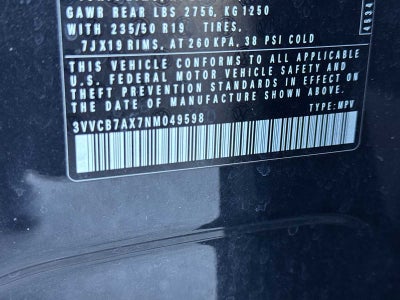 GAWR REAR LBS 2756, KG 1250
WITH 235/50 R19 TIRES,
7JX19 RIMS, AT 260 KPA, 38 PSI COLD
THIS VEHICLE CONFORMS TO ALL APPLICABLE
U.S. FEDERAL MOTOR VEHICLE SAFETY AND
THEFT PREVENTION STANDARDS IN EFFECT ON
THE DATE OF MANUFACTURE SHOWN ABOVE.
3VVCB7AX7NM049598 TYPE: MPV